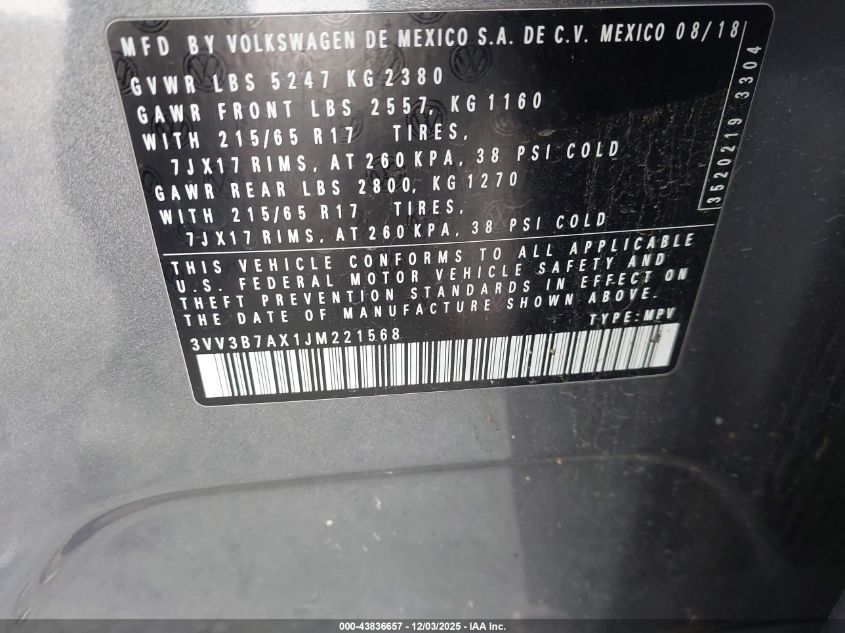 MFD BY VOLKSWAGEN DE MEXICO S.A. DE C.V. MEXICO 08/18
GVWR LBS 5247 KG 2380
GAWR FRONT LBS 2557, KG 1160
WITH 215/65 R17 TIRES,
7JX17 RIMS, AT 260 KPA, 38 PSI COLD
GAWR REAR LBS 2800, KG 1270
WITH 215/65 R17 TIRES,
7JX17 RIMS, AT 260 KPA, 38 PSI COLD
3520219 3304
THIS VEHICLE CONFORMS TO ALL APPLICABLE
U.S. FEDERAL MOTOR VEHICLE SAFETY AND
THEFT PREVENTION STANDARDS IN EFFECT ON
THE DATE OF MANUFACTURE SHOWN ABOVE.
TYPE:MPV
3VV3B7AX1JM221568
000-43836657 - 12/03/2025 - IAA Inc.